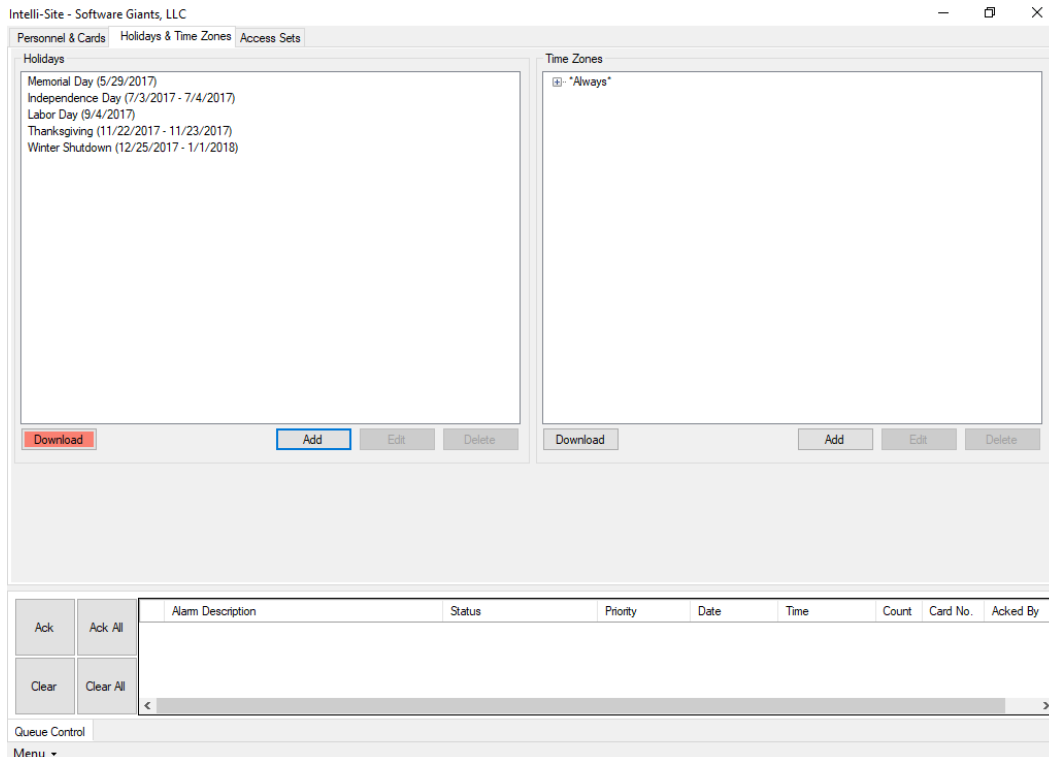 Intelli-Site - Software Giants, LLC
Personnel & Cards Holidays & Time Zones Access Sets
Holidays
Memorial Day (5/29/2017)
Independence Day (7/3/2017 - 7/4/2017)
Labor Day (9/4/2017)
Thanksgiving (11/22/2017 - 11/23/2017)
Winter Shutdown (12/25/2017 - 1/1/2018)
Download Add Edit Delete
Time Zones
"Always"
Download Add Edit Delete
Ack Ack All
Clear Clear All
Alarm Description Status Priority Date Time Count Card No. Acked By
Queue Control
Menu